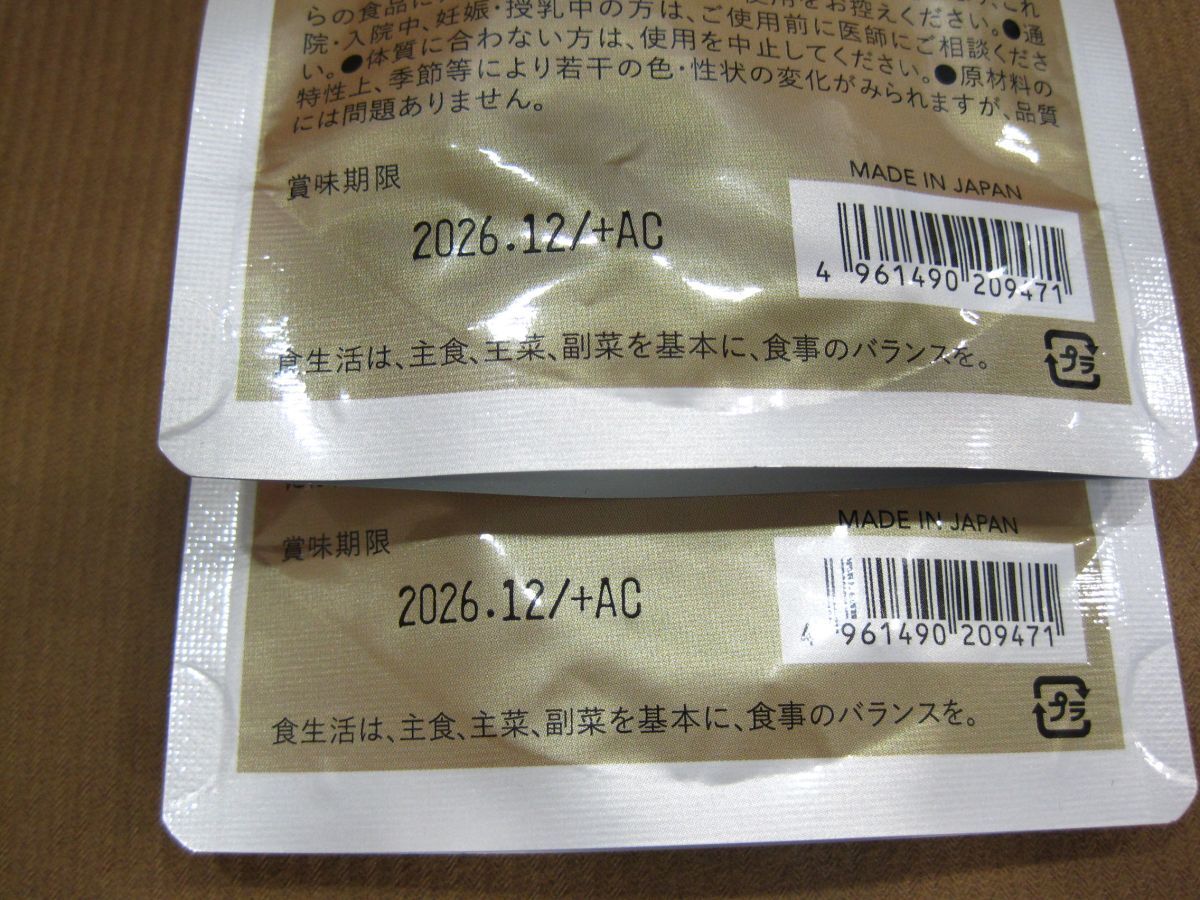 らの食品に
使用をお控えください。●通
院・入院中、妊娠・授乳中の方は、ご使用前に医師にご相談くださ
い。●体質に合わない方は、使用を中止してください。●原材料の
特性上、季節等により若干の色・性状の変化がみられますが、品質
には問題ありません。
賞味期限
MADE IN JAPAN
2026.12/+AC
4 961490 209471
食生活は、主食、主菜、副菜を基本に、食事のバランスを。
プラ
賞味期限
MADE IN JAPAN
2026.12/+AC
4 961490 209471
食生活は、主食、主菜、副菜を基本に、食事のバランスを。
プラ